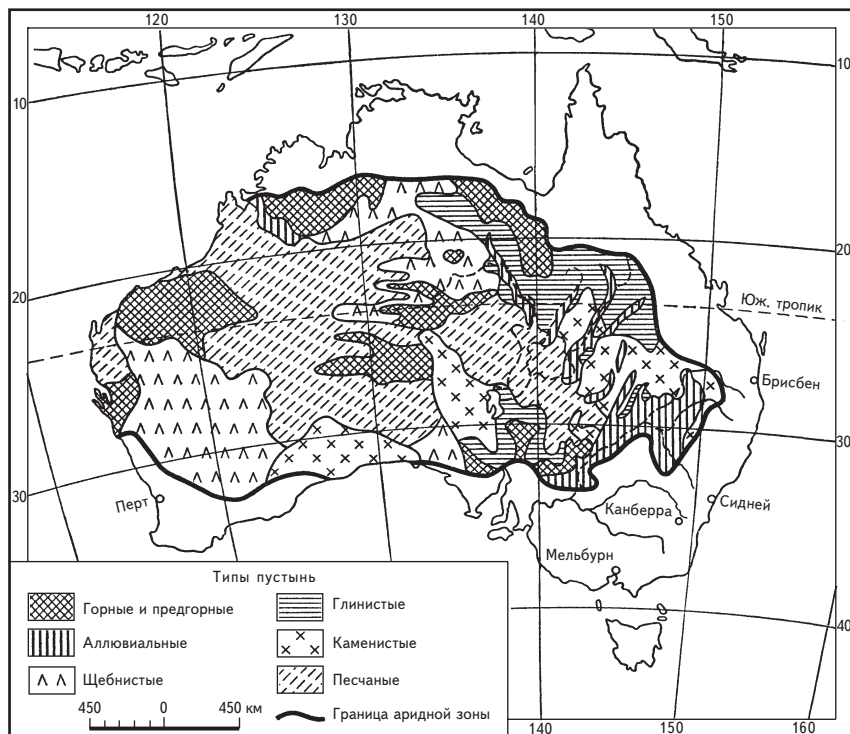 120
130
140
150
10
10
20
20
Юж. тропик
Брисбен
30
30
Перт
Канберра
Сидней
Мельбурн
40
Типы пустынь
Горные и предгорные
Глинистые
Аллювиальные
Каменистые
Щебнистые
Песчаные
450 0 450 км
Граница аридной зоны
140
150
160